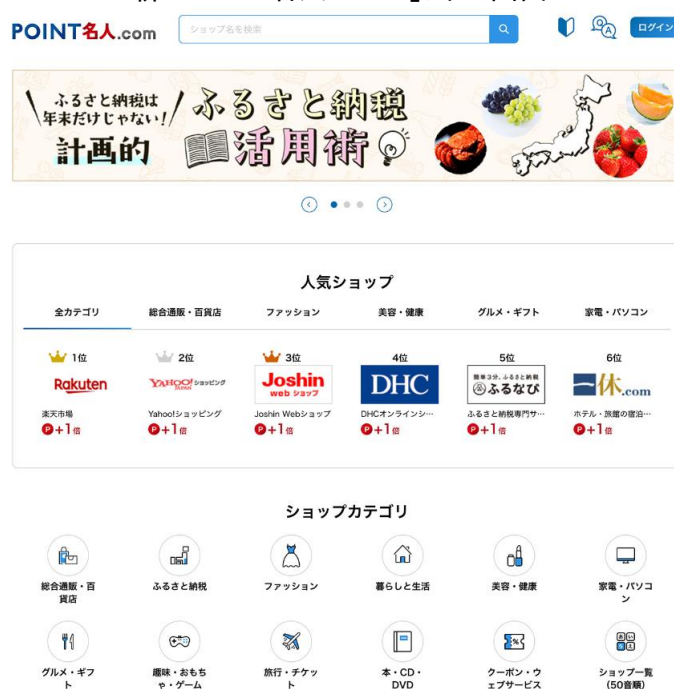 POINT名人.com
ショップ名を検索
ログイン
ふるさと納税は
年末だけじゃない!
計画的
ふるさと納税
活用術
人気ショップ
全カテゴリ
総合通販・百貨店
ファッション
美容・健康
グルメ・ギフト
家電・パソコン
1位
2位
3位
4位
5位
6位
Rakuten
YAHOO!ショッピング
JAPAN
Joshin
web ショップ
DHC
簡単3分、ふるさと納税
ふるなび
一休.com
楽天市場
Yahoo!ショッピング
Joshin Webショップ
DHCオンラインシ…
ふるさと納税専門サ…
ホテル・旅館の宿泊…
P+1倍
P+1倍
P+1倍
P+1倍
P+1倍
P+1倍
ショップカテゴリ
総合通販・百
貨店
ふるさと納税
ファッション
暮らしと生活
美容・健康
家電・パソコ
ン
グルメ・ギフ
ト
趣味・おもち
ゃ・ゲーム
旅行・チケッ
ト
本・CD・
DVD
クーポン・ウ
ェブサービス
ショップ一覧
(50音順)